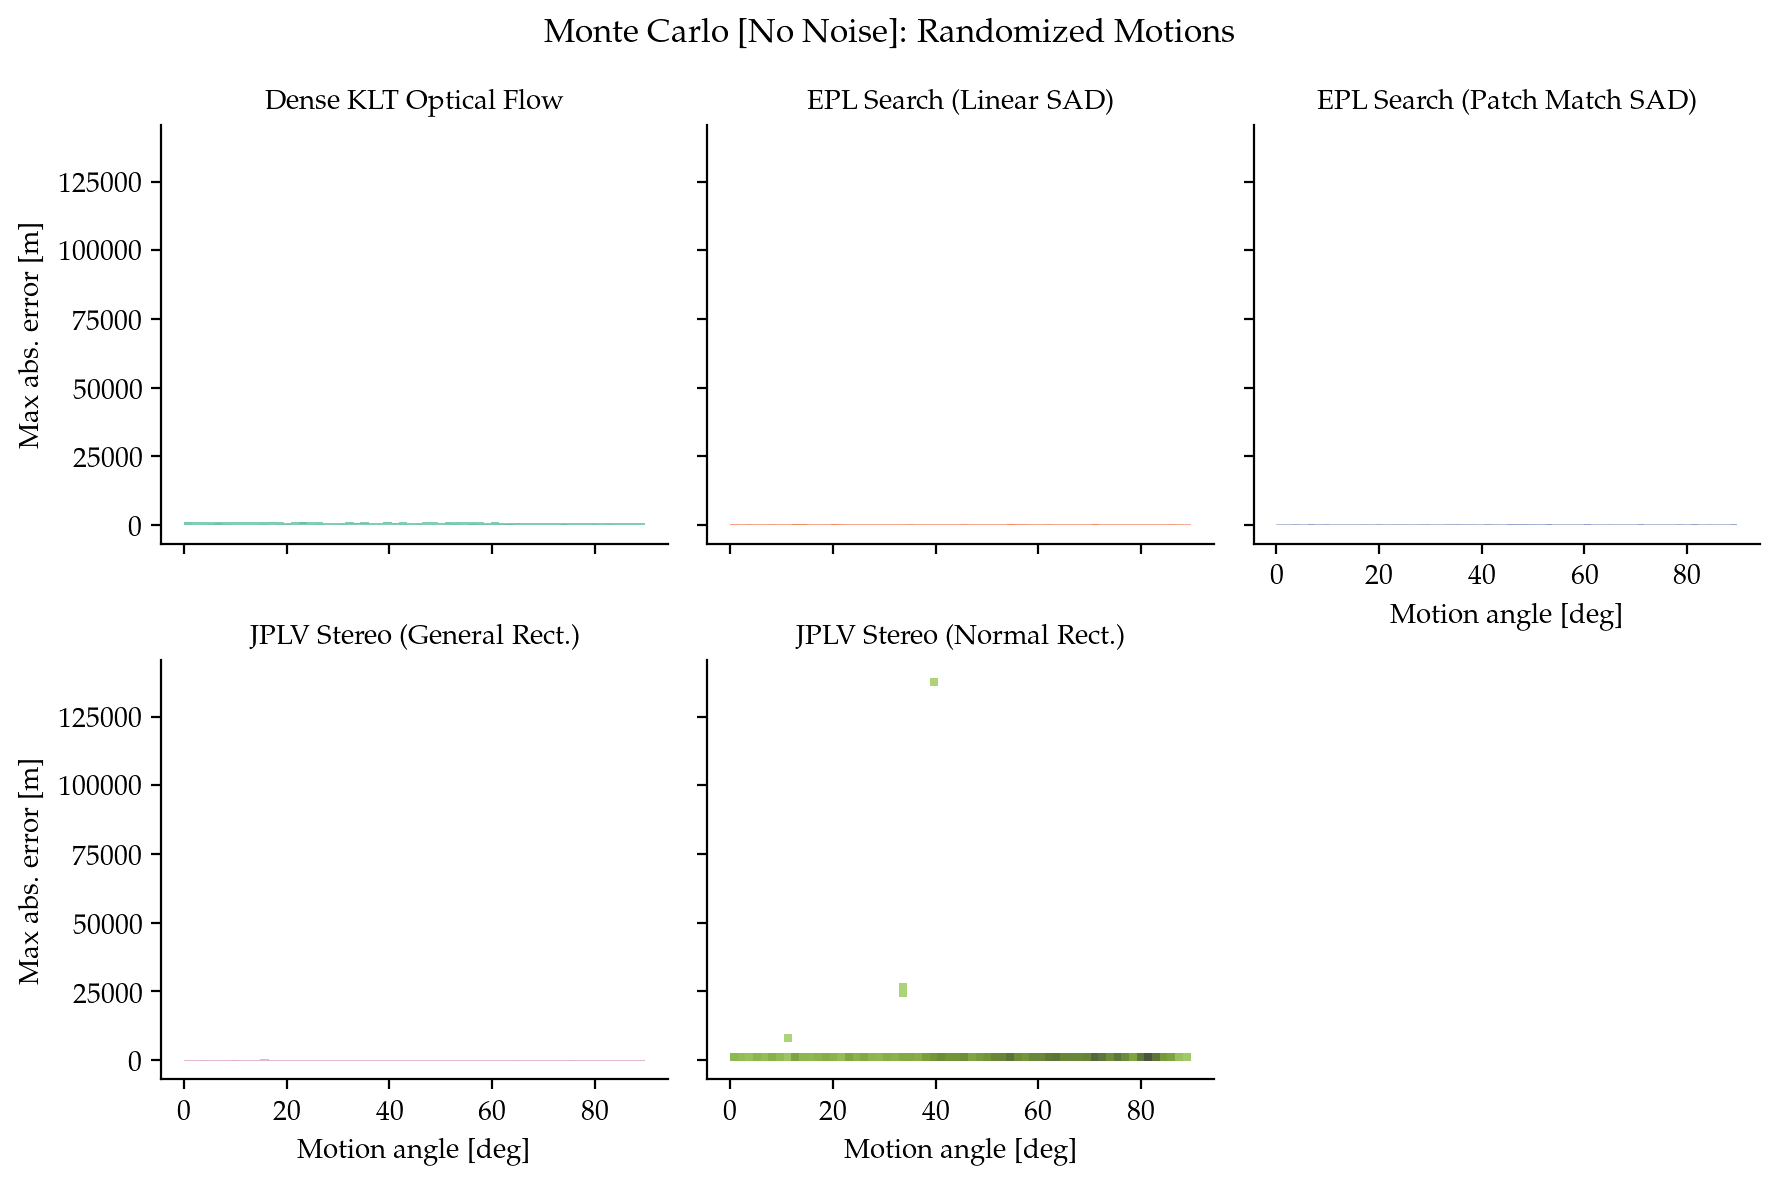 Monte Carlo [No Noise]: Randomized Motions
Dense KLT Optical Flow
125000
100000
75000
50000
25000
0
Max abs. error [m]
EPL Search (Linear SAD)
EPL Search (Patch Match SAD)
0 20 40 60 80
Motion angle [deg]
JPLV Stereo (General Rect.)
125000
100000
75000
50000
25000
0
Max abs. error [m]
0 20 40 60 80
Motion angle [deg]
JPLV Stereo (Normal Rect.)
0 20 40 60 80
Motion angle [deg]